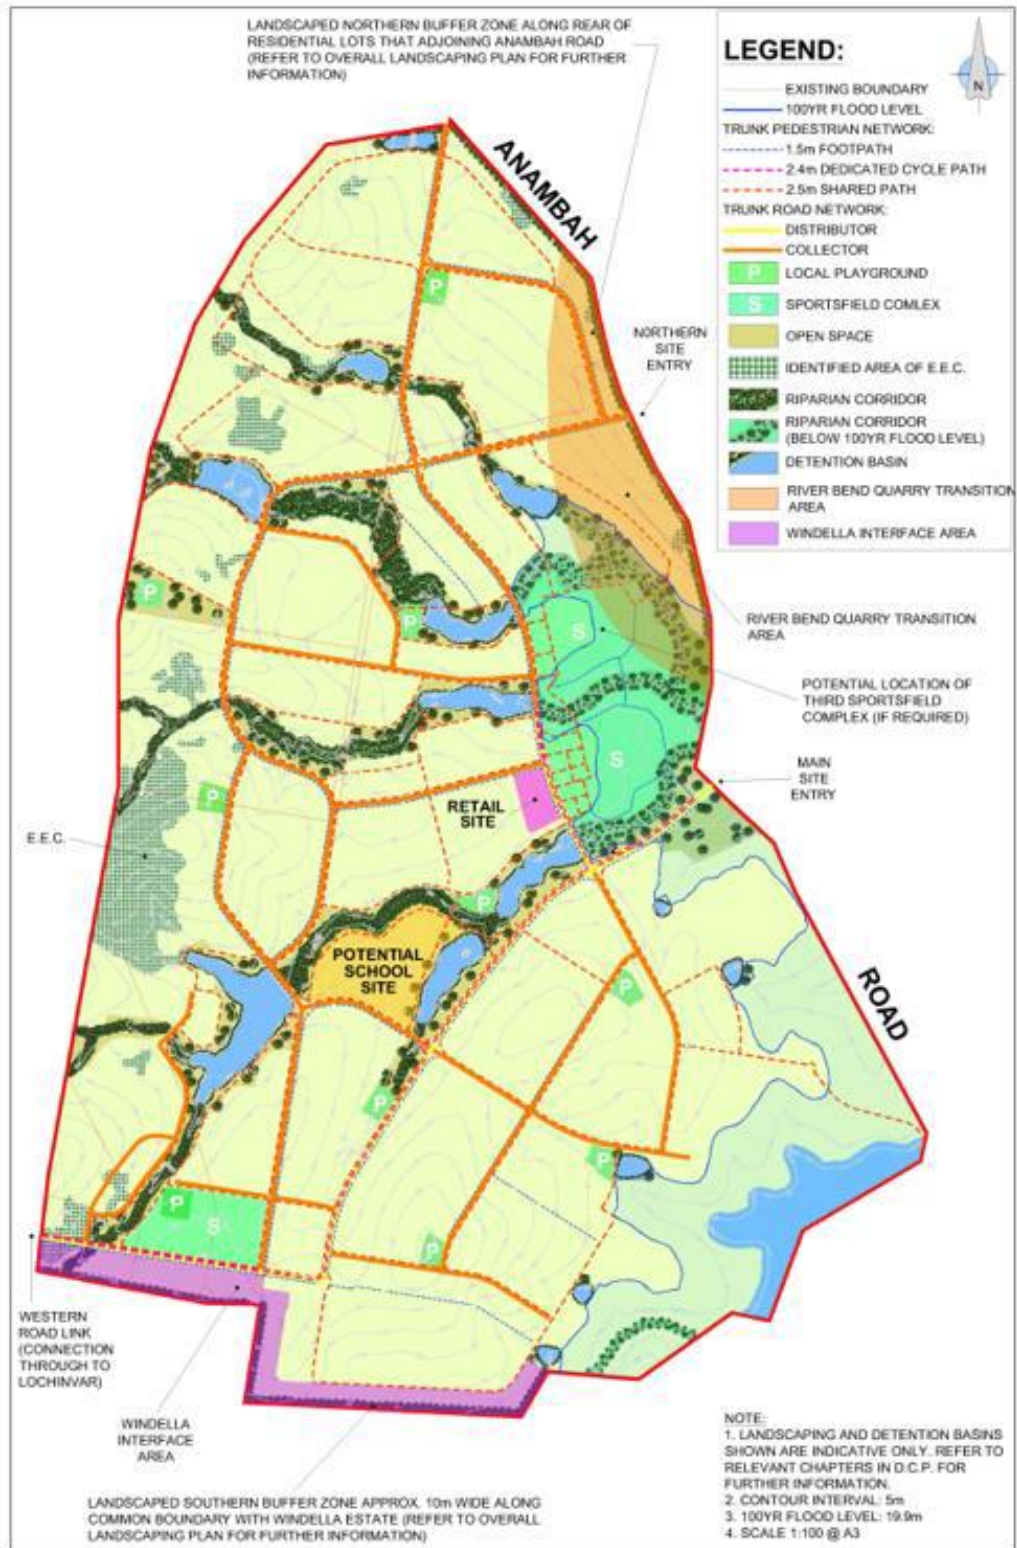 LANDSCAPED NORTHERN BUFFER ZONE ALONG REAR OF
RESIDENTIAL LOTS THAT ADJOINING ANAMBAH ROAD
(REFER TO OVERALL LANDSCAPING PLAN FOR FURTHER
INFORMATION)
LEGEND:
N
EXISTING BOUNDARY
100YR FLOOD LEVEL
TRUNK PEDESTRIAN NETWORK:
1.5m FOOTPATH
2.4m DEDICATED CYCLE PATH
2.5m SHARED PATH
TRUNK ROAD NETWORK:
DISTRIBUTOR
COLLECTOR
P LOCAL PLAYGROUND
S SPORTSFIELD COMLEX
OPEN SPACE
IDENTIFIED AREA OF E.E.C.
RIPARIAN CORRIDOR
RIPARIAN CORRIDOR
(BELOW 100YR FLOOD LEVEL)
DETENTION BASIN
RIVER BEND QUARRY TRANSITION
AREA
WINDELLA INTERFACE AREA
ANAMBAH
P
NORTHERN
SITE
ENTRY
P
P
S
RIVER BEND QUARRY TRANSITION
AREA
POTENTIAL LOCATION OF
THIRD SPORTSFIELD
COMPLEX (IF REQUIRED)
S
MAIN
SITE
ENTRY
P
RETAIL
SITE
E.E.C.
P
POTENTIAL
SCHOOL
SITE
P
ROAD
P
P
P
S
P
WESTERN
ROAD LINK
(CONNECTION
THROUGH TO
LOCHINVAR)
WINDELLA
INTERFACE
AREA
LANDSCAPED SOUTHERN BUFFER ZONE APPROX. 10m WIDE ALONG
COMMON BOUNDARY WITH WINDELLA ESTATE (REFER TO OVERALL
LANDSCAPING PLAN FOR FURTHER INFORMATION)
NOTE:
1. LANDSCAPING AND DETENTION BASINS
SHOWN ARE INDICATIVE ONLY. REFER TO
RELEVANT CHAPTERS IN D.C.P. FOR
FURTHER INFORMATION.
2. CONTOUR INTERVAL: 5m
3. 100YR FLOOD LEVEL: 19.9m
4. SCALE 1:100 @ A3